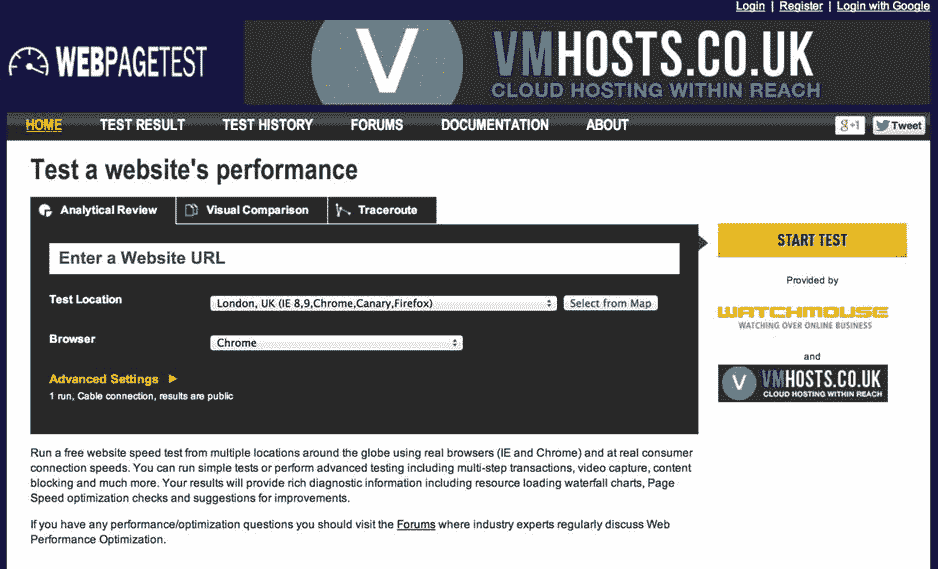 Login | Register | Login with Google
WEBPAGETEST
V
VMHOSTS.CO.UK
CLOUD HOSTING WITHIN REACH
HOME TEST RESULT TEST HISTORY FORUMS DOCUMENTATION ABOUT
g+1 Tweet
Test a website's performance
Analytical Review Visual Comparison Traceroute
Enter a Website URL
START TEST
Test Location London, UK (IE 8,9,Chrome,Canary,Firefox) Select from Map
Browser Chrome
Advanced Settings
1 run, Cable connection, results are public
Provided by
WATCHMOUSE
WATCHING OVER ONLINE BUSINESS
and
V
VMHOSTS.CO.UK
CLOUD HOSTING WITHIN REACH
Run a free website speed test from multiple locations around the globe using real browsers (IE and Chrome) and at real consumer
connection speeds. You can run simple tests or perform advanced testing including multi-step transactions, video capture, content
blocking and much more. Your results will provide rich diagnostic information including resource loading waterfall charts, Page
Speed optimization checks and suggestions for improvements.
If you have any performance/optimization questions you should visit the Forums where industry experts regularly discuss Web
Performance Optimization.